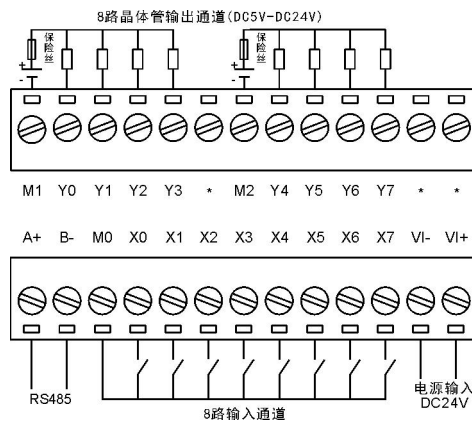 8路晶体管输出通道(DC5V-DC24V)
+ 保险丝 -
+ 保险丝 -
M1 Y0 Y1 Y2 Y3 * M2 Y4 Y5 Y6 Y7 * *
A+ B- M0 X0 X1 X2 X3 X4 X5 X6 X7 VI- VI+
RS485
8路输入通道
电源输入
DC24V